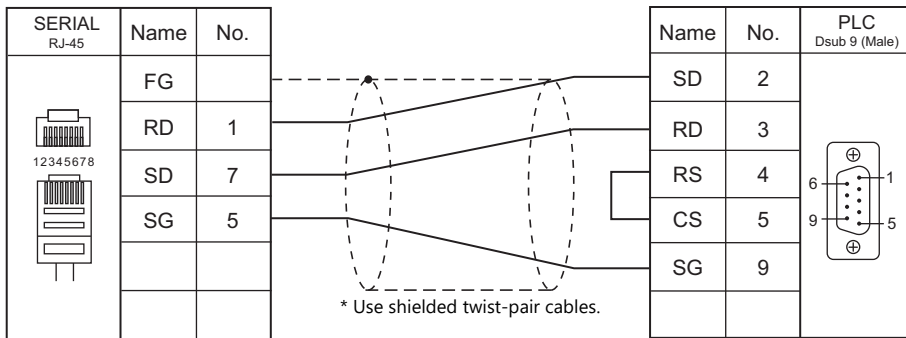 SERIAL
RJ-45
Name No.
FG
RD 1
SD 7
SG 5
12345678
Name No.
PLC
Dsub 9 (Male)
SD 2
RD 3
RS 4
CS 5
SG 9
6 1
9 5
* Use shielded twist-pair cables.